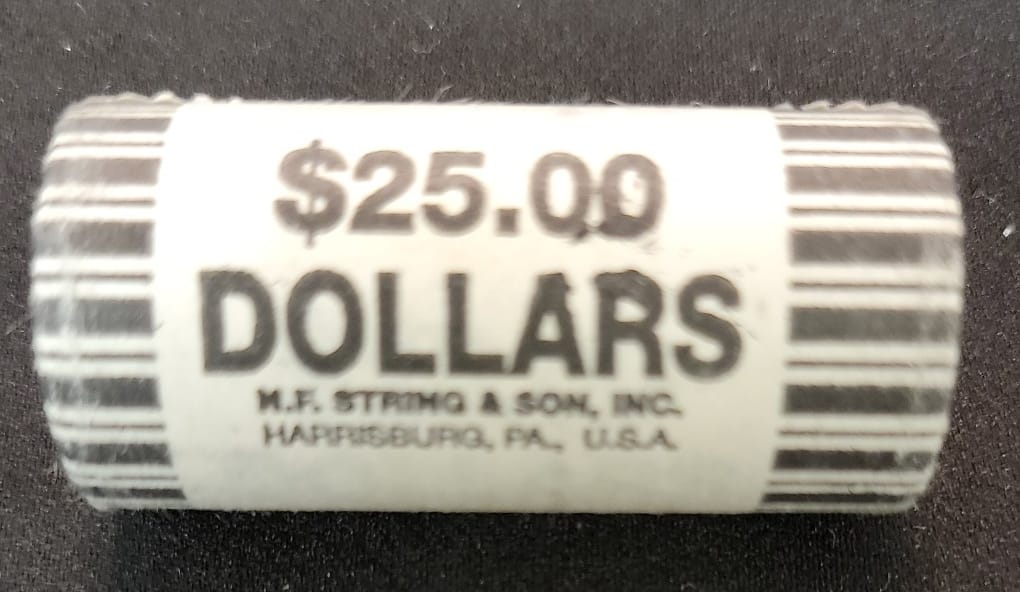 $25.00
DOLLARS
N.F. STRING & SON, INC.
HARRISBURG, PA., U.S.A.